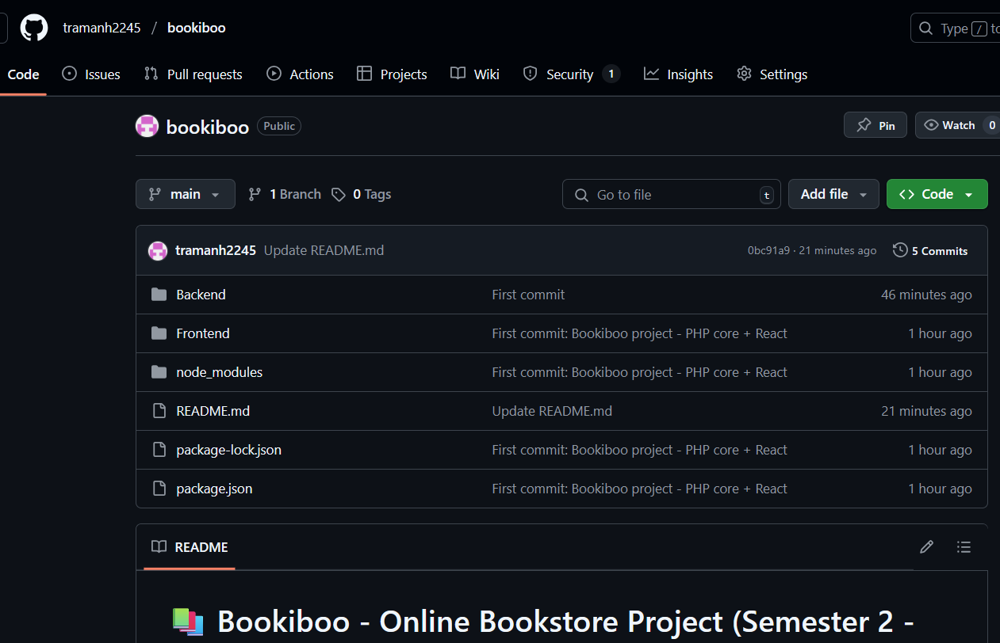 tramanh2245 / bookiboo
Type / to
Code Issues Pull requests Actions Projects Wiki Security 1 Insights Settings
bookiboo Public Pin Watch 0
main 1 Branch 0 Tags Go to file t Add file <> Code
tramanh2245 Update README.md 0bc91a9 · 21 minutes ago 5 Commits
Backend First commit 46 minutes ago
Frontend First commit: Bookiboo project - PHP core + React 1 hour ago
node_modules First commit: Bookiboo project - PHP core + React 1 hour ago
README.md Update README.md 21 minutes ago
package-lock.json First commit: Bookiboo project - PHP core + React 1 hour ago
package.json First commit: Bookiboo project - PHP core + React 1 hour ago
README
Bookiboo - Online Bookstore Project (Semester 2 -